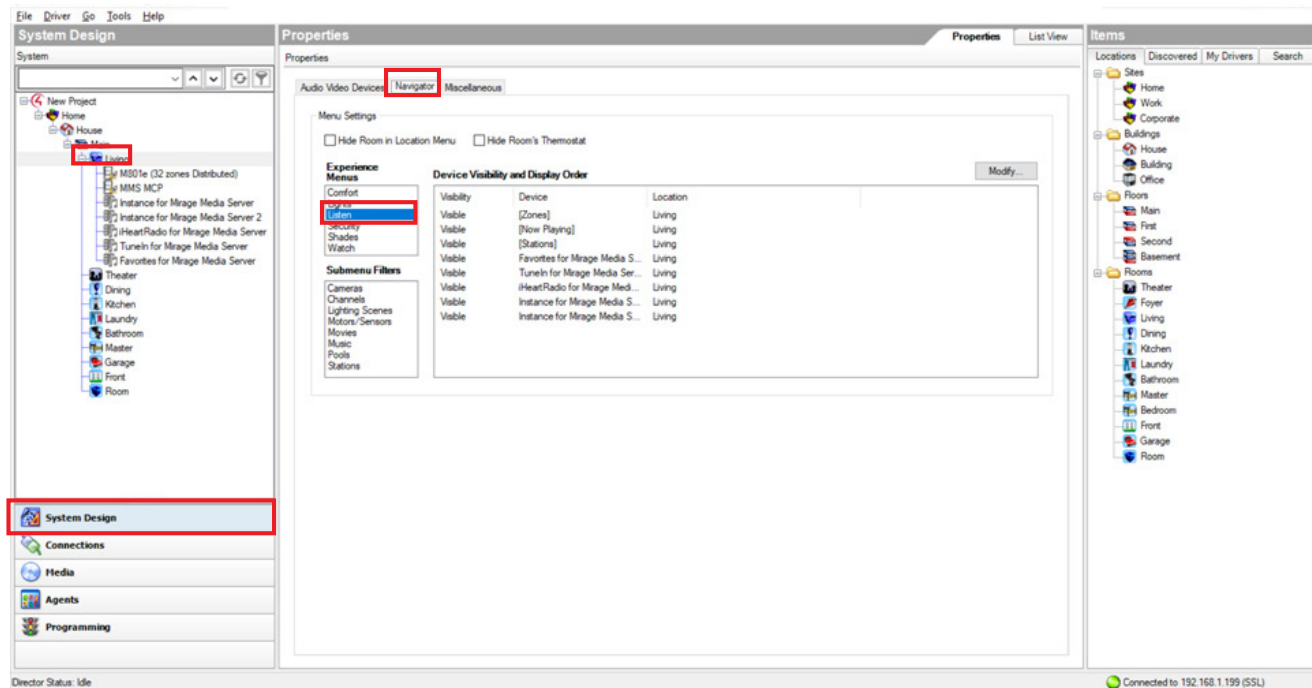 File Driver Go Tools Help
System Design
System
New Project
Home
House
Main
Living
M801e (32 zones Distributed)
MMS MCP
Instance for Mirage Media Server
Instance for Mirage Media Server 2
iHeartRadio for Mirage Media Server
TuneIn for Mirage Media Server
Favorites for Mirage Media Server
Theater
Dining
Kitchen
Laundry
Bathroom
Master
Garage
Front
Room
System Design
Connections
Media
Agents
Programming
Director Status: Idle
Properties
Properties List View
Properties
Audio Video Devices Navigator Miscellaneous
Menu Settings
Hide Room in Location Menu Hide Room's Thermostat
Experience
Menus
Comfort
Lights
Listen
Security
Shades
Watch
Submenu Filters
Cameras
Channels
Lighting Scenes
Motors/Sensors
Movies
Music
Pools
Stations
Device Visibility and Display Order
Modify...
Visibility Device Location
Visible [Zones] Living
Visible [Now Playing] Living
Visible [Stations] Living
Visible Favorites for Mirage Media S... Living
Visible TuneIn for Mirage Media Ser... Living
Visible iHeartRadio for Mirage Medi... Living
Visible Instance for Mirage Media S... Living
Visible Instance for Mirage Media S... Living
Items
Locations Discovered My Drivers Search
Sites
Home
Work
Corporate
Buildings
House
Building
Office
Floors
Main
First
Second
Basement
Rooms
Theater
Foyer
Living
Dining
Kitchen
Laundry
Bathroom
Master
Bedroom
Front
Garage
Room
Connected to 192.168.1.199 (SSL)